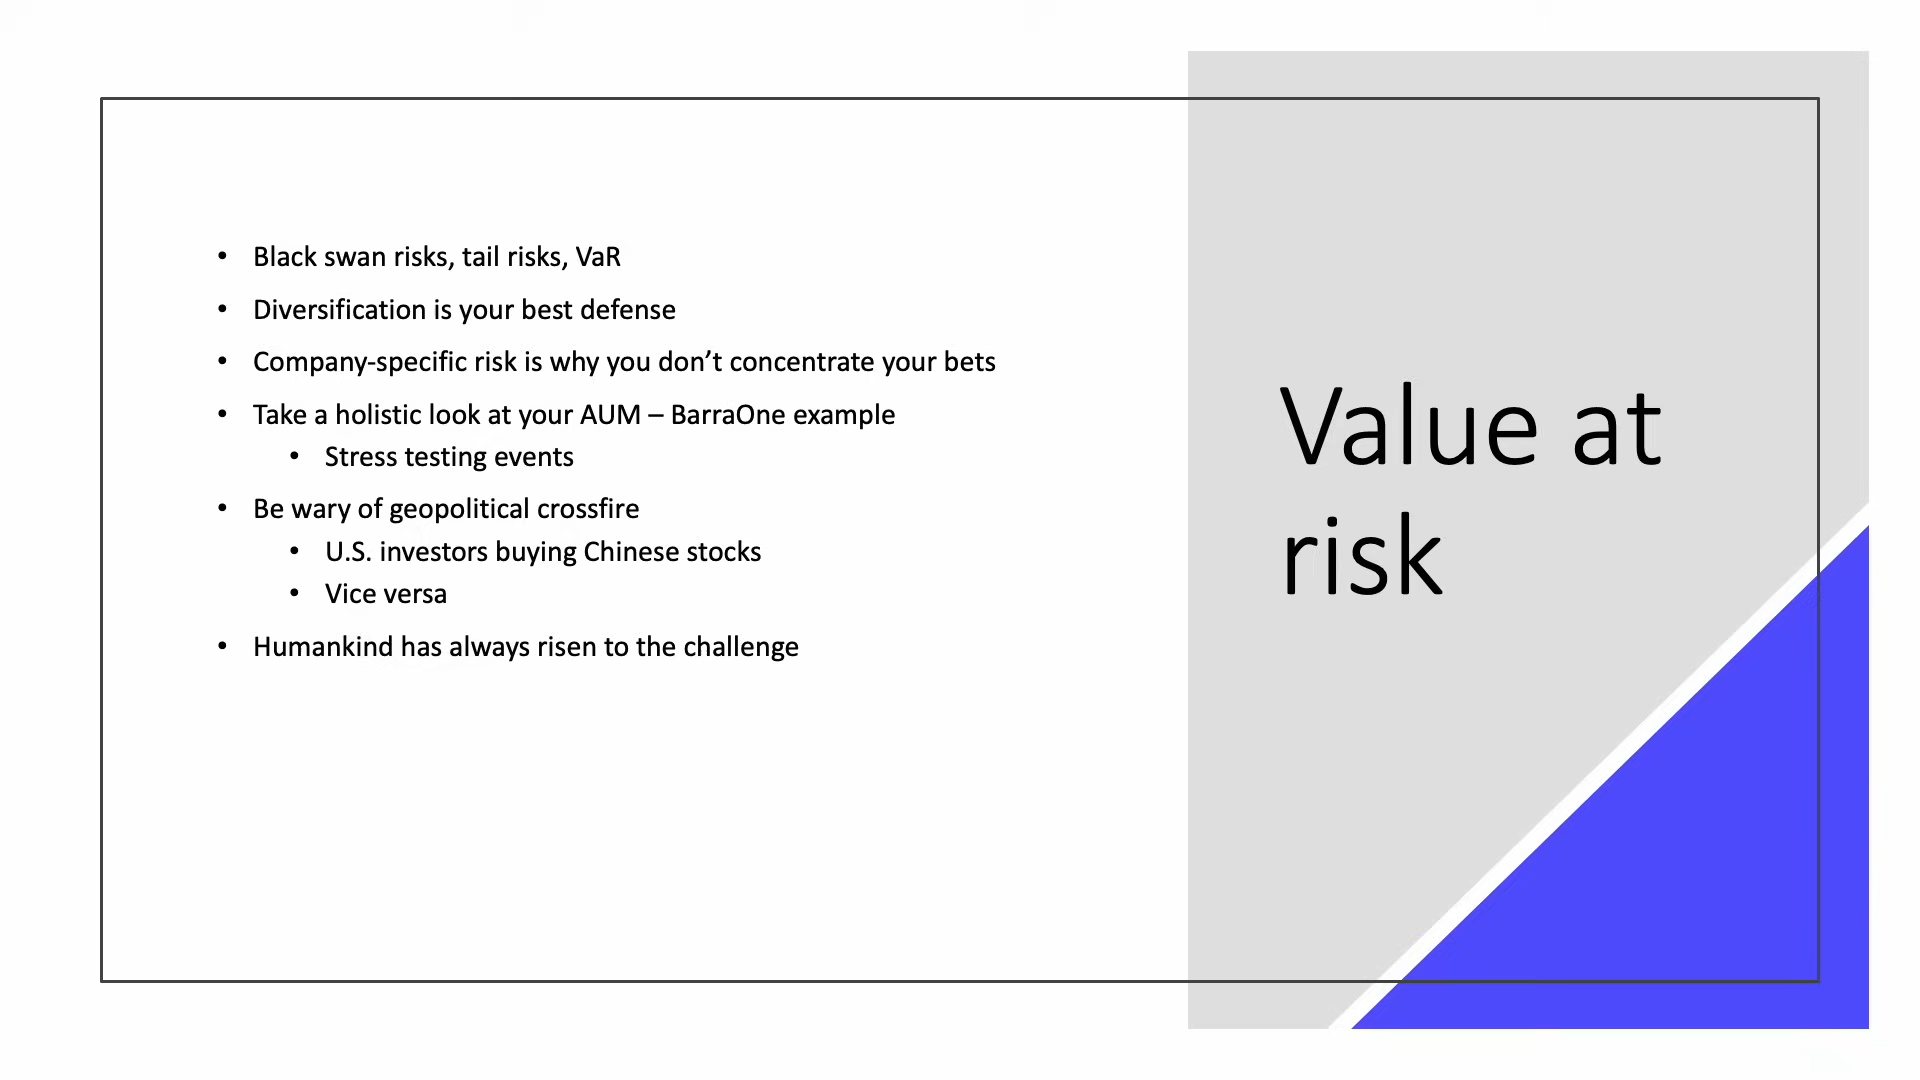 • Black swan risks, tail risks, VaR
• Diversification is your best defense
• Company-specific risk is why you don’t concentrate your bets
• Take a holistic look at your AUM – BarraOne example
• Stress testing events
• Be wary of geopolitical crossfire
• U.S. investors buying Chinese stocks
• Vice versa
• Humankind has always risen to the challenge
Value at
risk